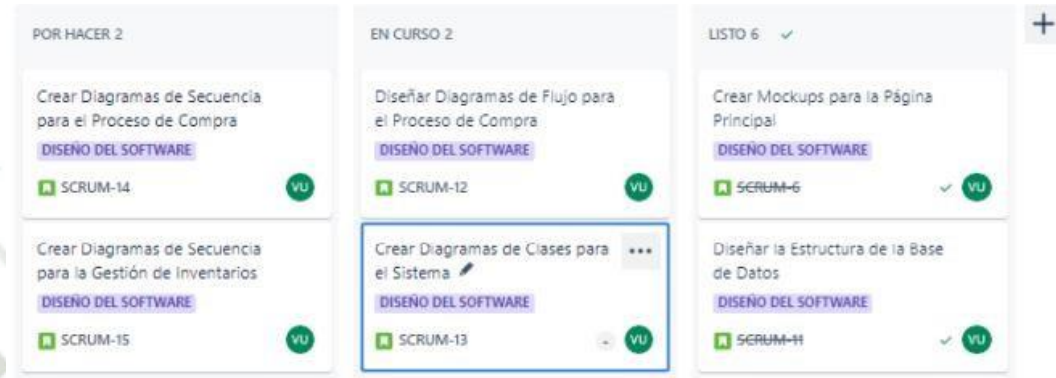 POR HACER 2
Crear Diagramas de Secuencia
para el Proceso de Compra
DISEÑO DEL SOFTWARE
SCRUM-14
VU
Crear Diagramas de Secuencia
para la Gestión de Inventarios
DISEÑO DEL SOFTWARE
SCRUM-15
VU
EN CURSO 2
Diseñar Diagramas de Flujo para
el Proceso de Compra
DISEÑO DEL SOFTWARE
SCRUM-12
VU
Crear Diagramas de Clases para
el Sistema
DISEÑO DEL SOFTWARE
SCRUM-13
- VU
LISTO 6
Crear Mockups para la Página
Principal
DISEÑO DEL SOFTWARE
SCRUM-6
VU
Diseñar la Estructura de la Base
de Datos
DISEÑO DEL SOFTWARE
SCRUM-11
VU